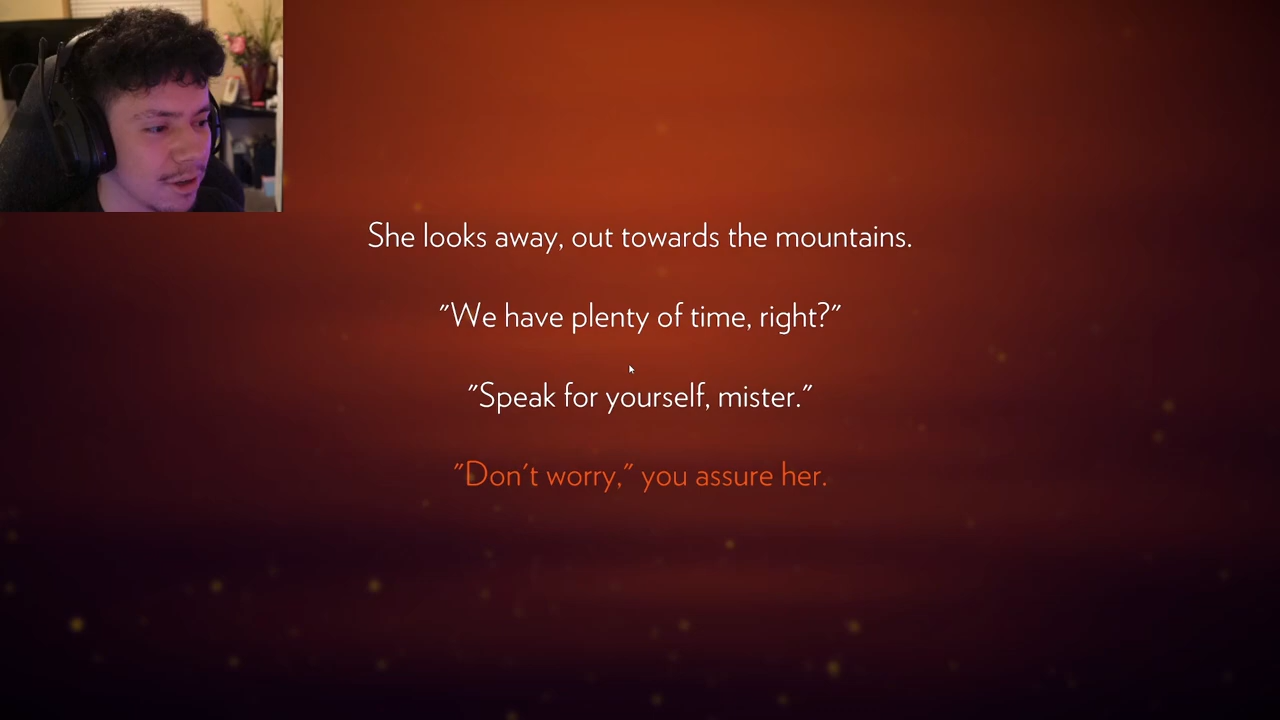 She looks away, out towards the mountains.
"We have plenty of time, right?"
"Speak for yourself, mister."
"Don't worry," you assure her.